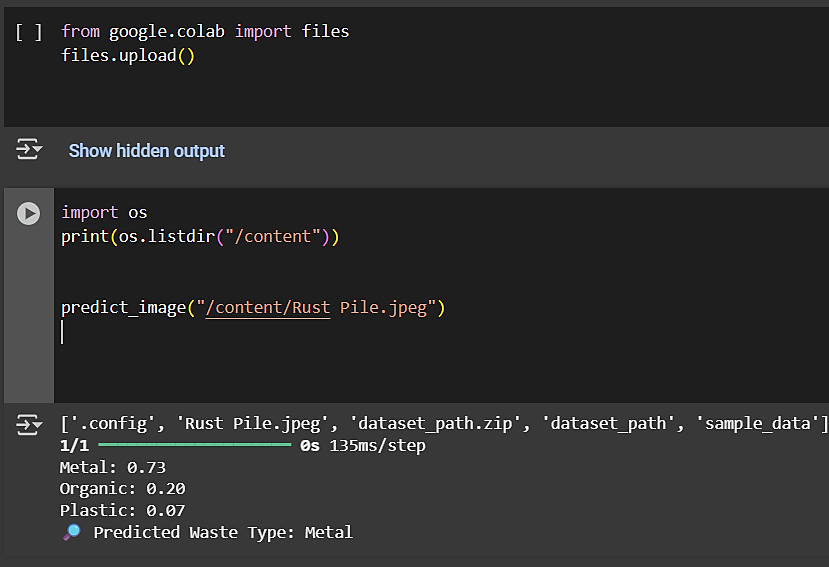 [ ] from google.colab import files
files.upload()
Show hidden output
import os
print(os.listdir("/content"))
predict_image("/content/Rust Pile.jpeg")
['.config', 'Rust Pile.jpeg', 'dataset_path.zip', 'dataset_path', 'sample_data']
1/1 ━━━━━━━━━━━━━━━━━━━━ 0s 135ms/step
Metal: 0.73
Organic: 0.20
Plastic: 0.07
🔎 Predicted Waste Type: Metal